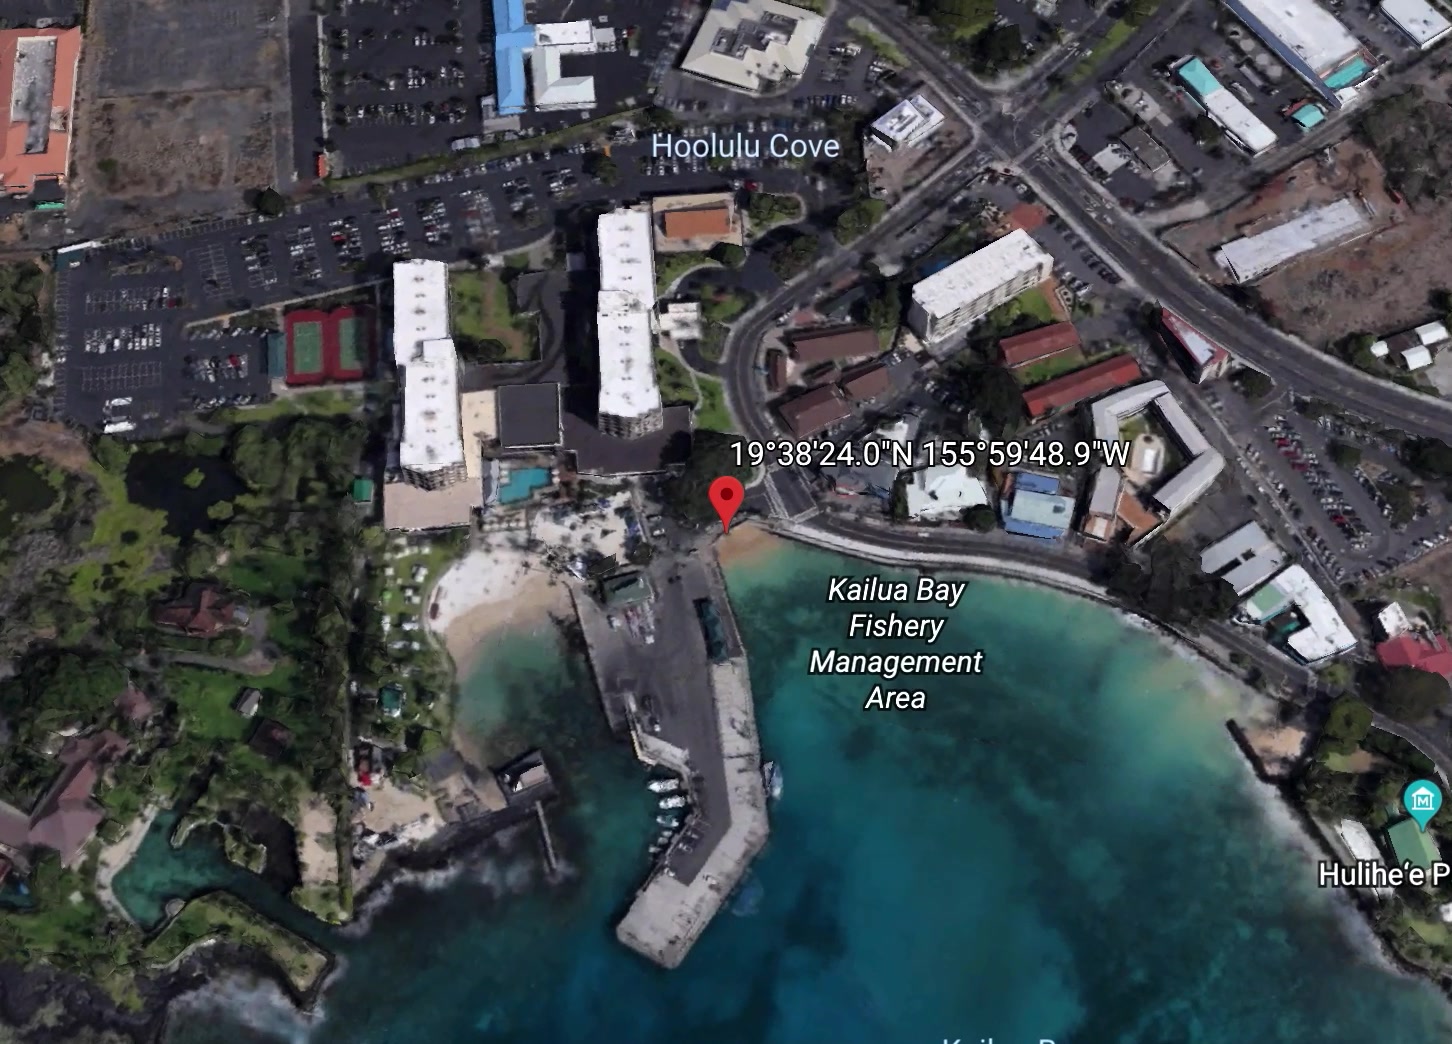 Hoolulu Cove
19°38'24.0"N 155°59'48.9"W
Kailua Bay
Fishery
Management
Area
M
Hulihe‘e P